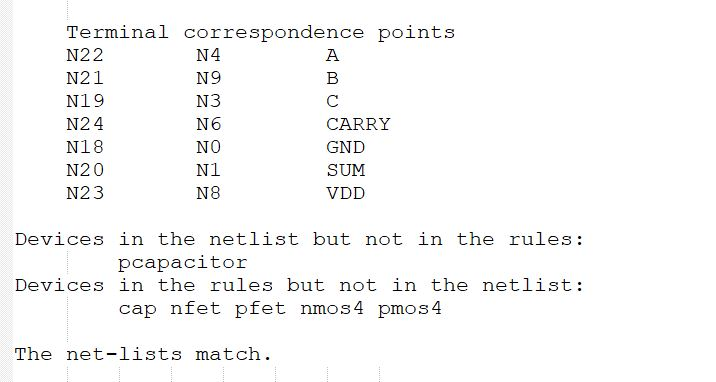 Terminal correspondence points
N22 N4 A
N21 N9 B
N19 N3 C
N24 N6 CARRY
N18 N0 GND
N20 N1 SUM
N23 N8 VDD
Devices in the netlist but not in the rules:
pcapacitor
Devices in the rules but not in the netlist:
cap nfet pfet nmos4 pmos4
The net-lists match.